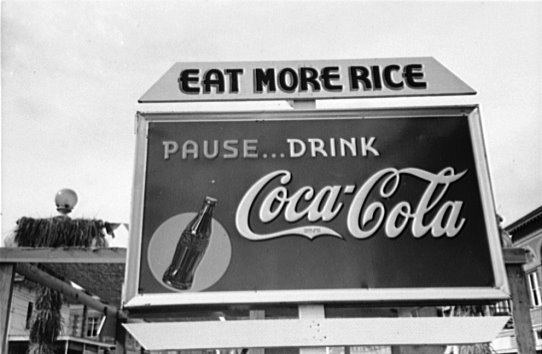 EAT MORE RICE
PAUSE...DRINK
Coca-Cola